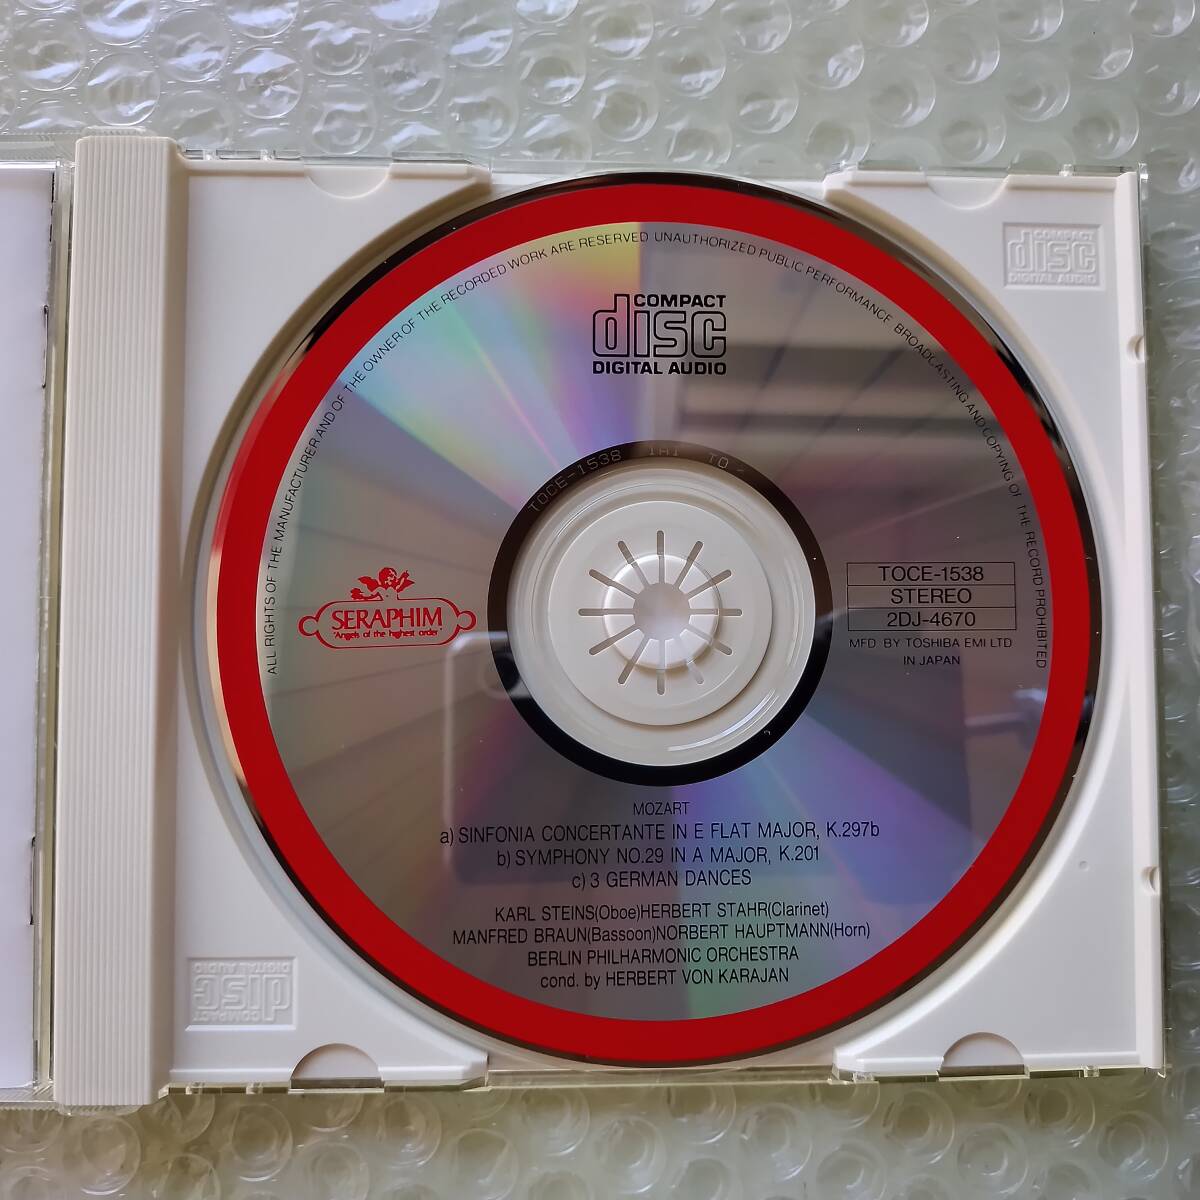 ALL RIGHTS OF THE MANUFACTURER AND OF THE OWNER OF THE RECORDED WORK ARE RESERVED UNAUTHORIZED PUBLIC PERFORMANCE BROADCASTING AND COPYING OF THE RECORD PROHIBITED
COMPACT
disc
DIGITAL AUDIO
COMPACT
disc
DIGITAL AUDIO
TOCE-1538 1A1 TO
SERAPHIM
"Angels of the highest order"
TOCE-1538
STEREO
2DJ-4670
MFD BY TOSHIBA EMI LTD
IN JAPAN
MOZART
a) SINFONIA CONCERTANTE IN E FLAT MAJOR, K.297b
b) SYMPHONY NO.29 IN A MAJOR, K.201
c) 3 GERMAN DANCES
KARL STEINS(Oboe)HERBERT STAHR(Clarinet)
MANFRED BRAUN(Bassoon)NORBERT HAUPTMANN(Horn)
BERLIN PHILHARMONIC ORCHESTRA
cond. by HERBERT VON KARAJAN
COMPACT
disc
DIGITAL AUDIO